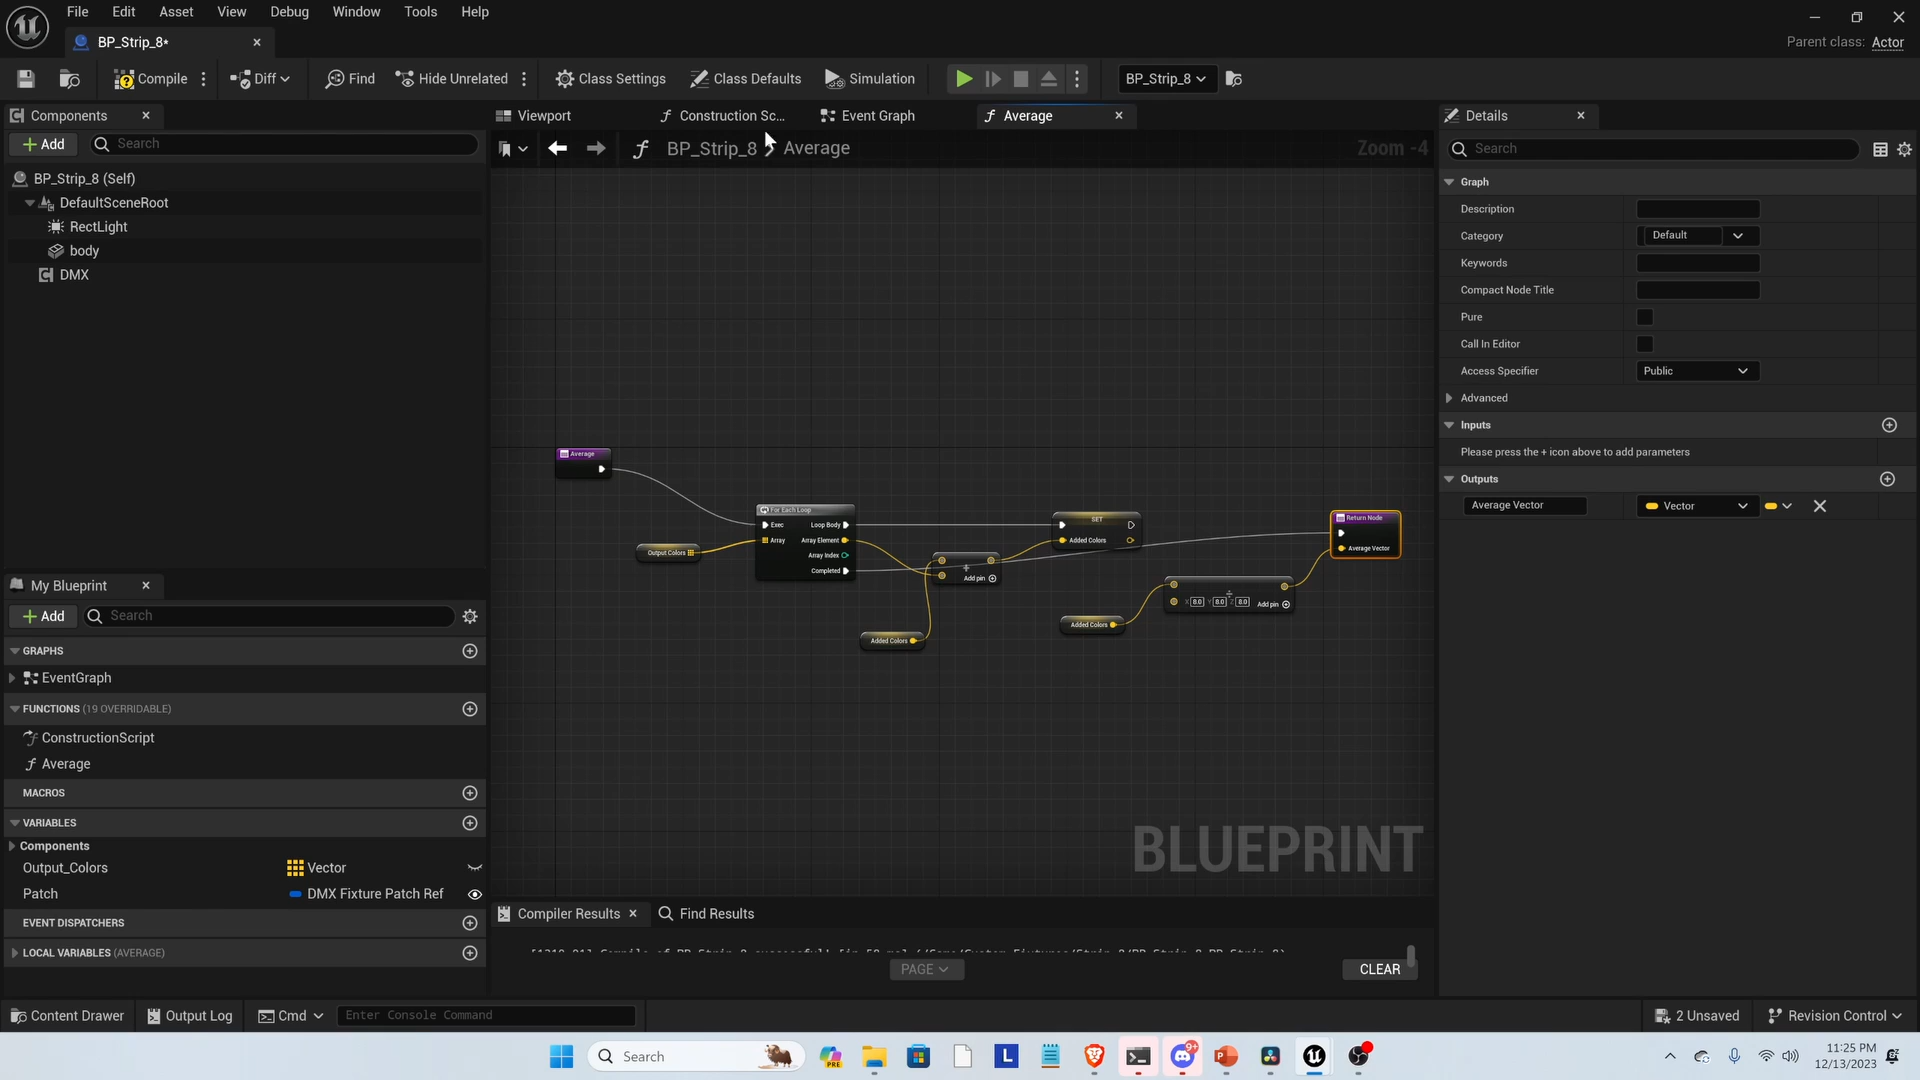 File Edit Asset View Debug Window Tools Help
BP_Strip_8*
Parent class: Actor
Compile Diff Find Hide Unrelated Class Settings Class Defaults Simulation BP_Strip_8
Components
Add Search
BP_Strip_8 (Self)
DefaultSceneRoot
RectLight
body
DMX
My Blueprint
Add Search
GRAPHS
EventGraph
FUNCTIONS (19 OVERRIDABLE)
ConstructionScript
Average
MACROS
VARIABLES
Components
Output_Colors Vector
Patch DMX Fixture Patch Ref
EVENT DISPATCHERS
LOCAL VARIABLES (AVERAGE)
Viewport Construction Sc... Event Graph Average
BP_Strip_8 Average
Zoom -4
Average
For Each Loop
Exec Loop Body
Array Array Element
Array Index
Completed
Output Colors
Added Colors
+
Add pin
SET
Added Colors
Added Colors
÷
X 8.0 Y 8.0 Z 8.0 Add pin
Return Node
Average Vector
BLUEPRINT
Compiler Results Find Results
PAGE
CLEAR
Details
Search
Graph
Description
Category Default
Keywords
Compact Node Title
Pure
Call In Editor
Access Specifier Public
Advanced
Inputs
Please press the + icon above to add parameters
Outputs
Average Vector Vector
Content Drawer Output Log Cmd Enter Console Command
2 Unsaved Revision Control
Search
PRE
L
9+
11:25 PM
12/13/2023